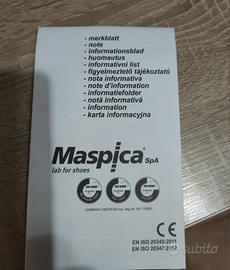 - merkblatt
- note
- informationsblad
- huomautus
- informativni list
- figyelmeztető tájékoztató
- nota informativa
- note d'information
- informatiefolder
- notă informativă
- information
- karta informacyjna
Maspica® SpA
lab for shoes
CE
EN ISO 20345:2011
EN ISO 20347:2012
subito